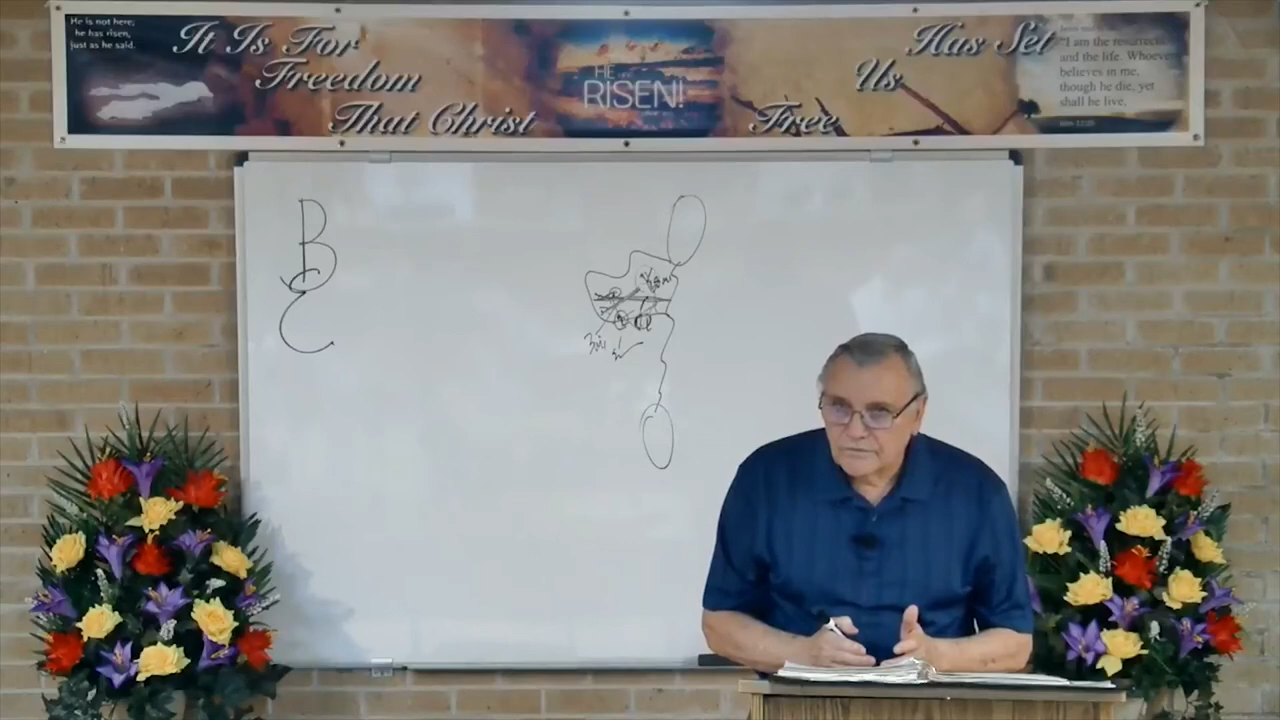 He is not here;
he has risen,
just as he said.
It Is For
Freedom
That Christ
HE
RISEN!
Has Set
Us
Free
"I am the resurrect
and the life. Whoeve
believes in me,
though he die, yet
shall he live,
B
C